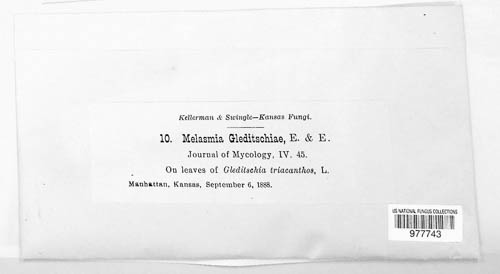 Kellerman & Swingle—Kansas Fungi.
10. Melasmia Gleditschiae, E. & E.
Journal of Mycology, IV. 45.
On leaves of Gleditschia triacanthos, L.
Manhattan, Kansas, September 6, 1888.
US NATIONAL FUNGUS COLLECTIONS
977743